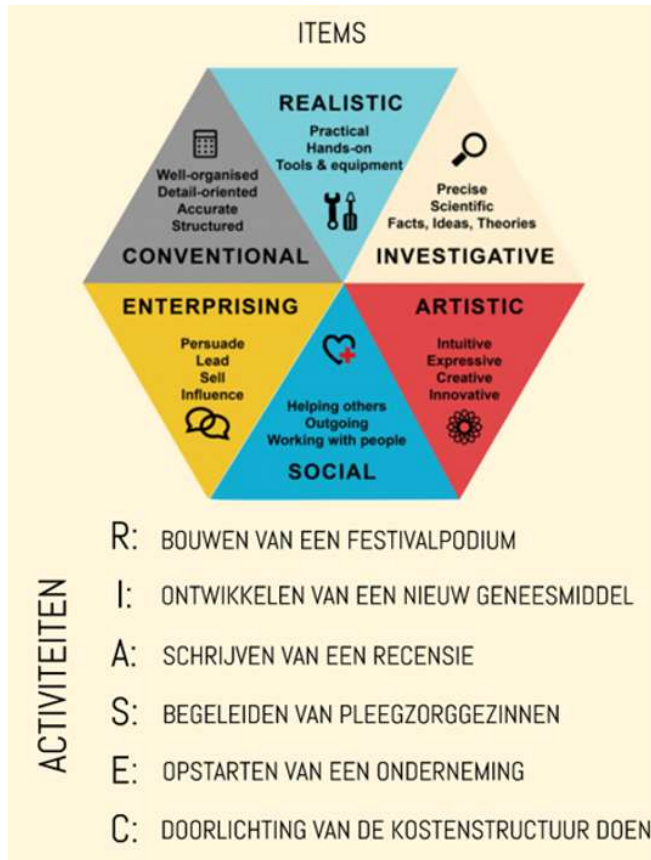 ITEMS
REALISTIC
Practical
Hands-on
Tools & equipment
Well-organised
Detail-oriented
Accurate
Structured
CONVENTIONAL
Precise
Scientific
Facts, Ideas, Theories
INVESTIGATIVE
ENTERPRISING
Persuade
Lead
Sell
Influence
Helping others
Outgoing
Working with people
SOCIAL
ARTISTIC
Intuitive
Expressive
Creative
Innovative
ACTIVITEITEN
R: BOUWEN VAN EEN FESTIVALPODIUM
I: ONTWIKKELEN VAN EEN NIEUW GENEESMIDDEL
A: SCHRIJVEN VAN EEN RECENSIE
S: BEGELEIDEN VAN PLEEGZORGGEZINNEN
E: OPSTARTEN VAN EEN ONDERNEMING
C: DOORLICHTING VAN DE KOSTENSTRUCTUUR DOEN